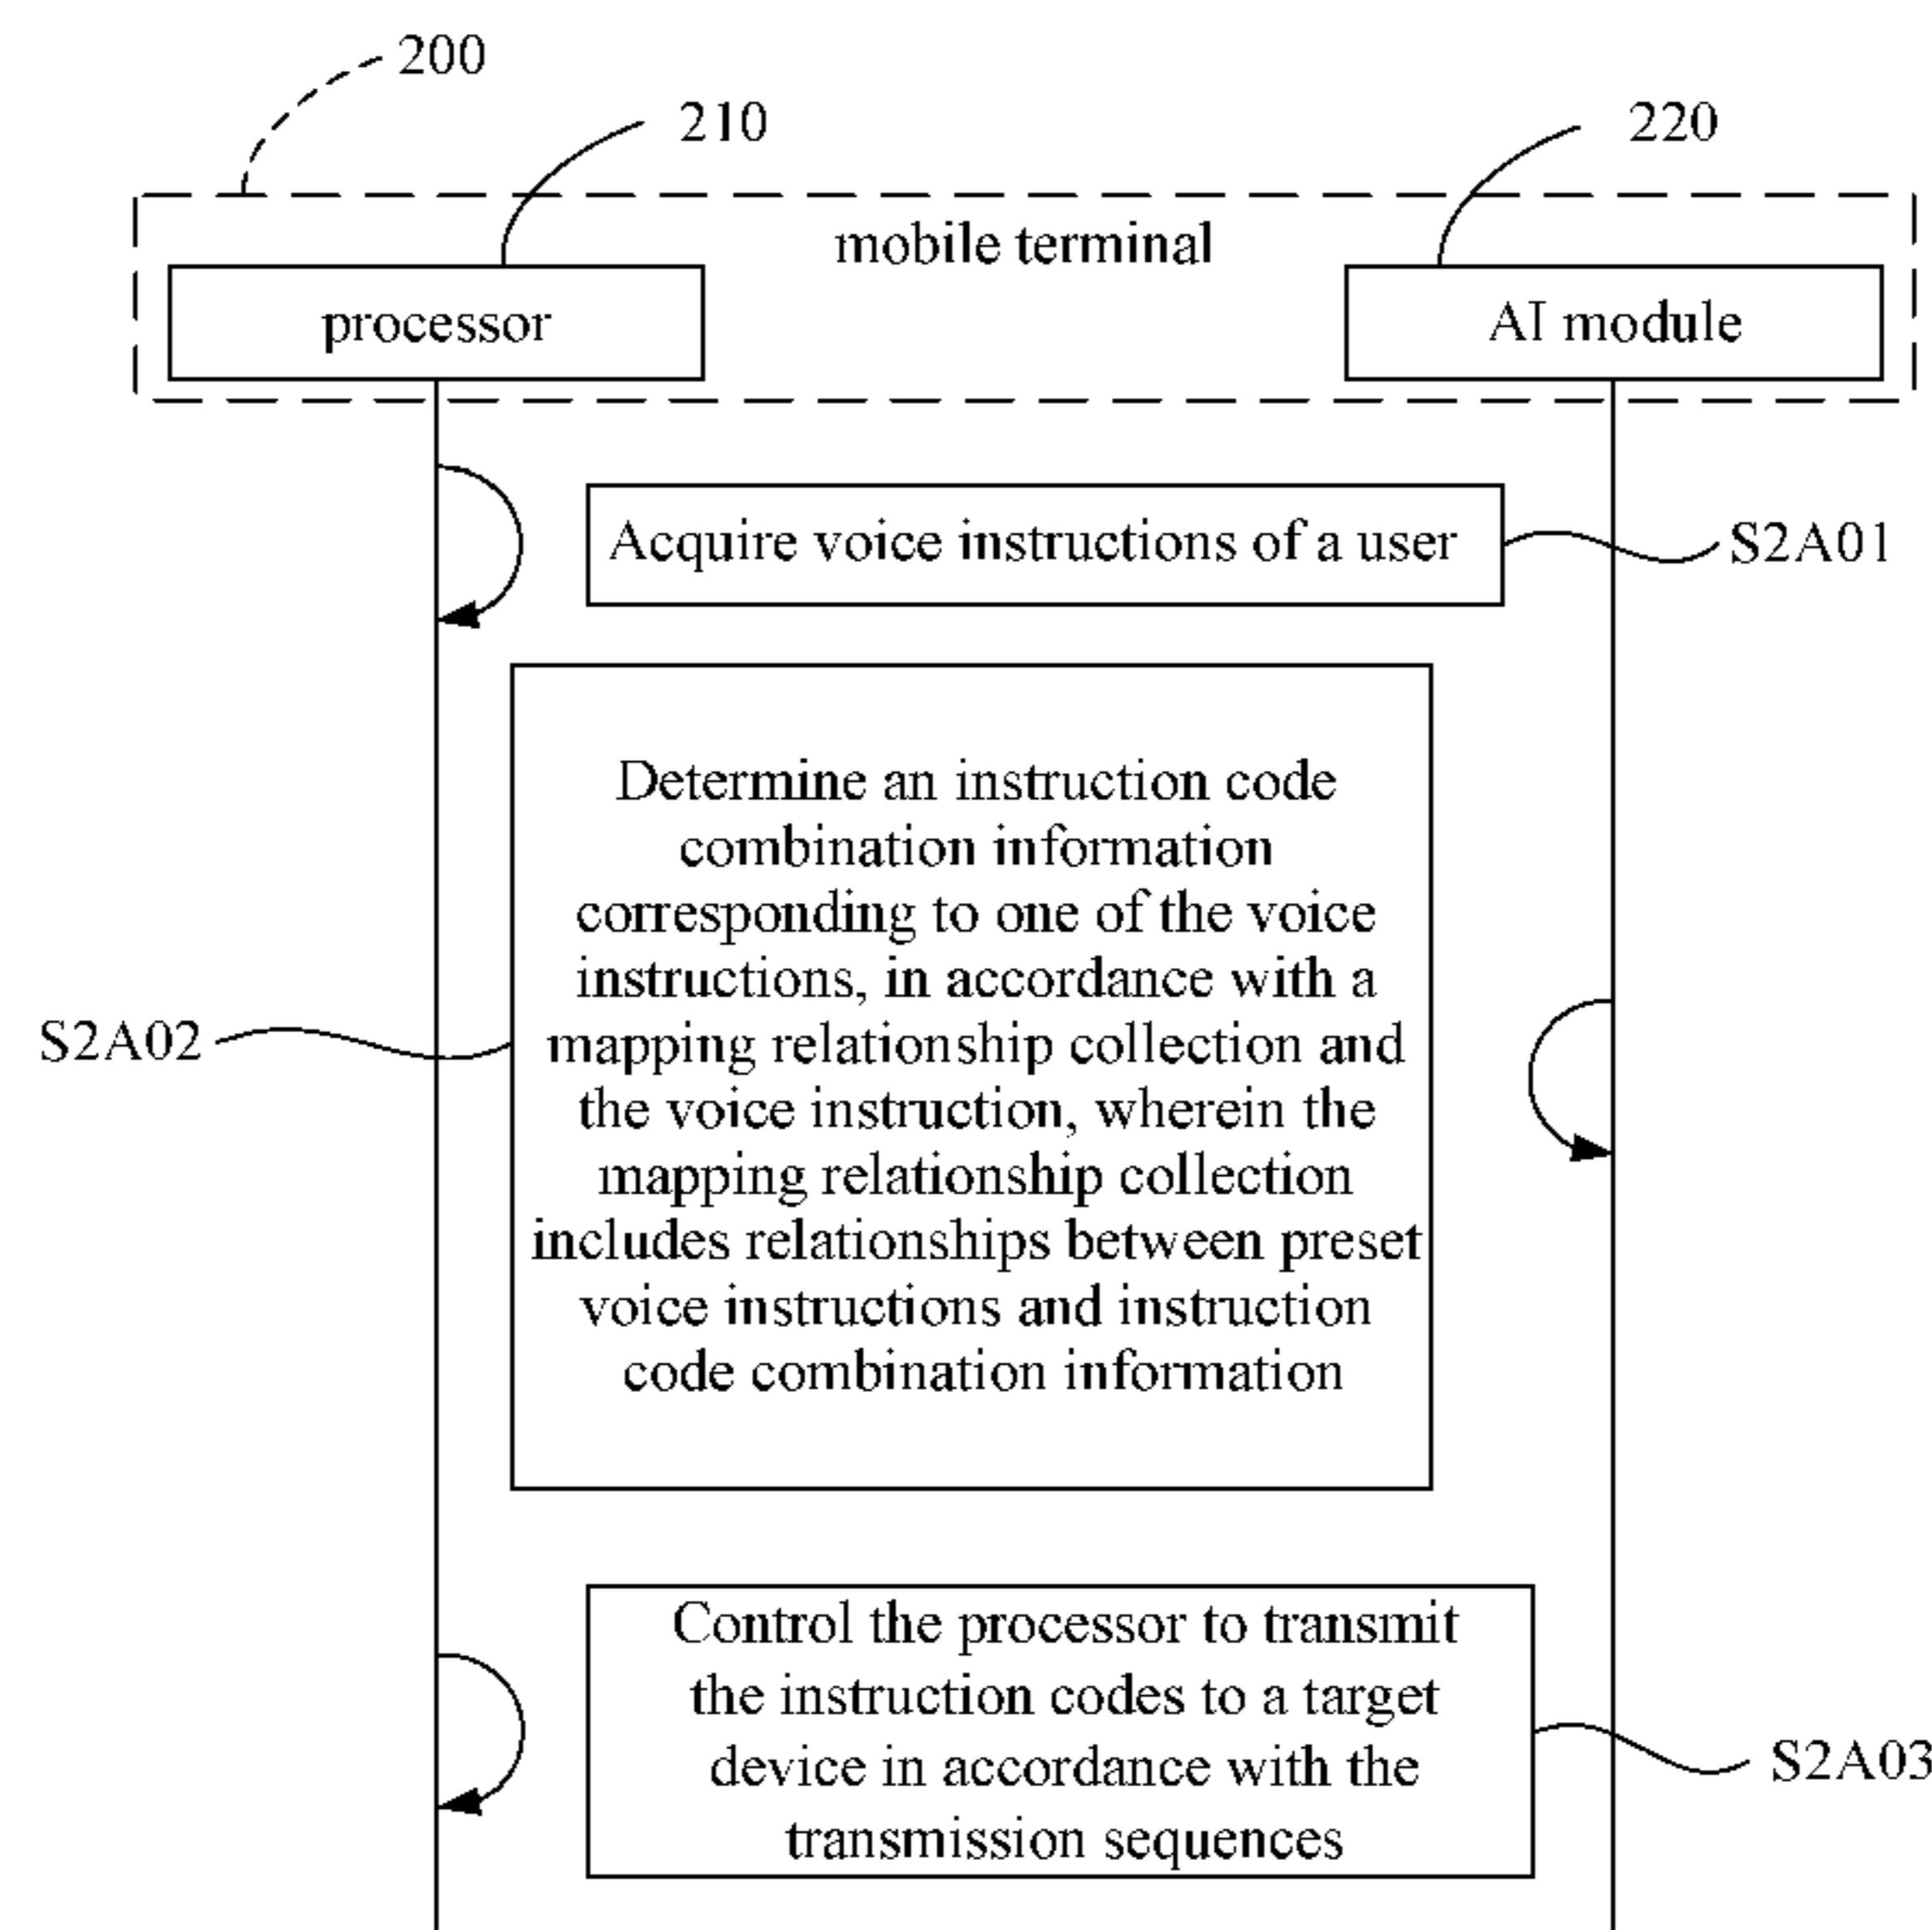 200
210
220
mobile terminal
processor
AI module
Acquire voice instructions of a user
S2A01
Determine an instruction code
combination information
corresponding to one of the voice
instructions, in accordance with a
mapping relationship collection and
the voice instruction, wherein the
mapping relationship collection
includes relationships between preset
voice instructions and instruction
code combination information
S2A02
Control the processor to transmit
the instruction codes to a target
device in accordance with the
transmission sequences
S2A03